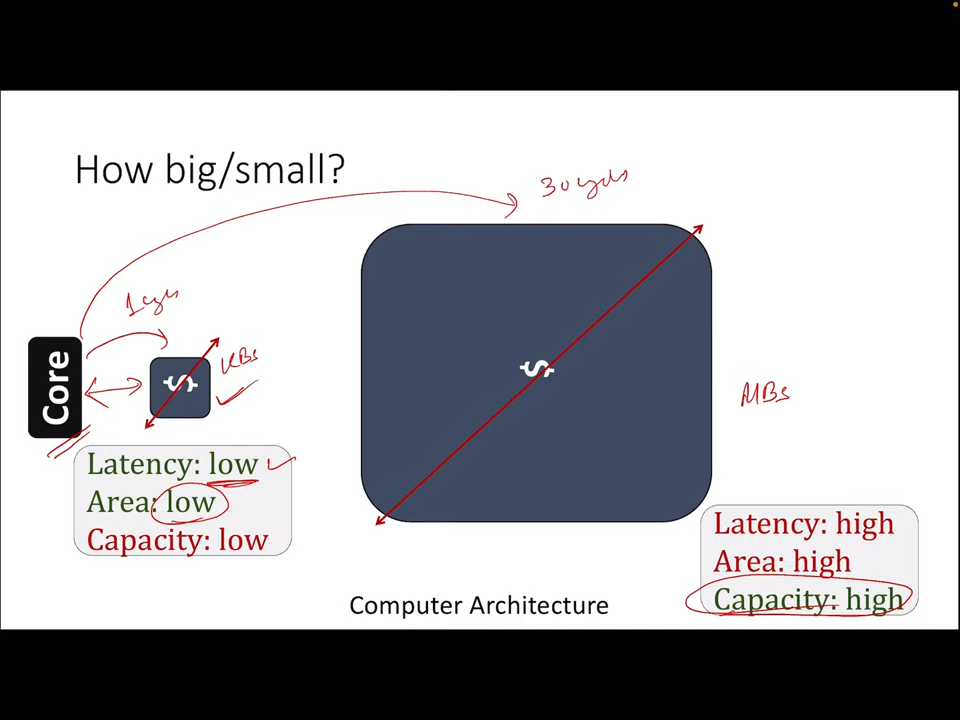 How big/small?
30 cycles
1 cycle
Core
$
KBs
$
MBs
Latency: low
Area: low
Capacity: low
Latency: high
Area: high
Capacity: high
Computer Architecture